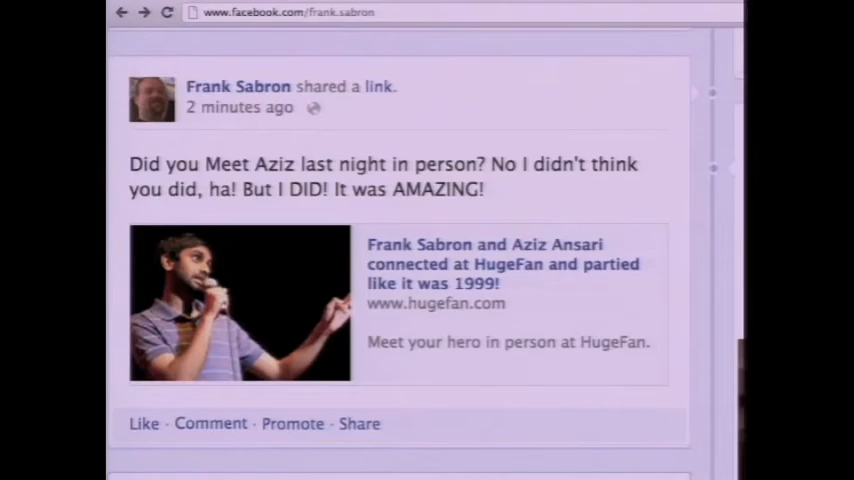 www.facebook.com/frank.sabron
Frank Sabron shared a link.
2 minutes ago
Did you Meet Aziz last night in person? No I didn't think
you did, ha! But I DID! It was AMAZING!
Frank Sabron and Aziz Ansari
connected at HugeFan and partied
like it was 1999!
www.hugefan.com
Meet your hero in person at HugeFan.
Like · Comment · Promote · Share